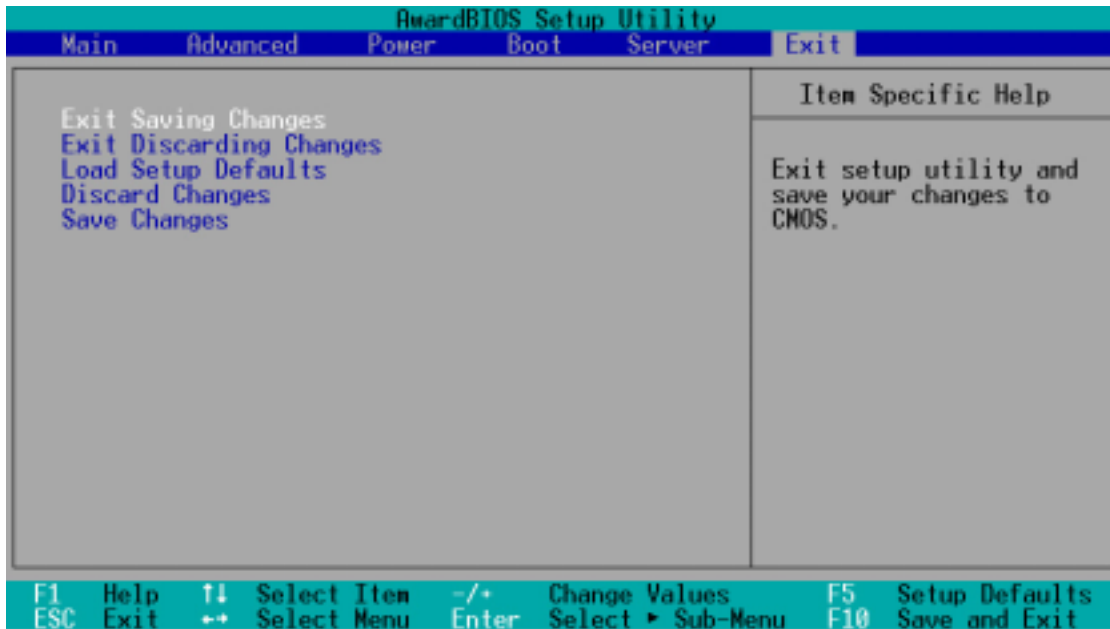 AwardBIOS Setup Utility
Main Advanced Power Boot Server Exit
Exit Saving Changes
Exit Discarding Changes
Load Setup Defaults
Discard Changes
Save Changes
Item Specific Help
Exit setup utility and
save your changes to
CMOS.
F1 Help ↑↓ Select Item -/+ Change Values F5 Setup Defaults
ESC Exit ←→ Select Menu Enter Select ► Sub-Menu F10 Save and Exit